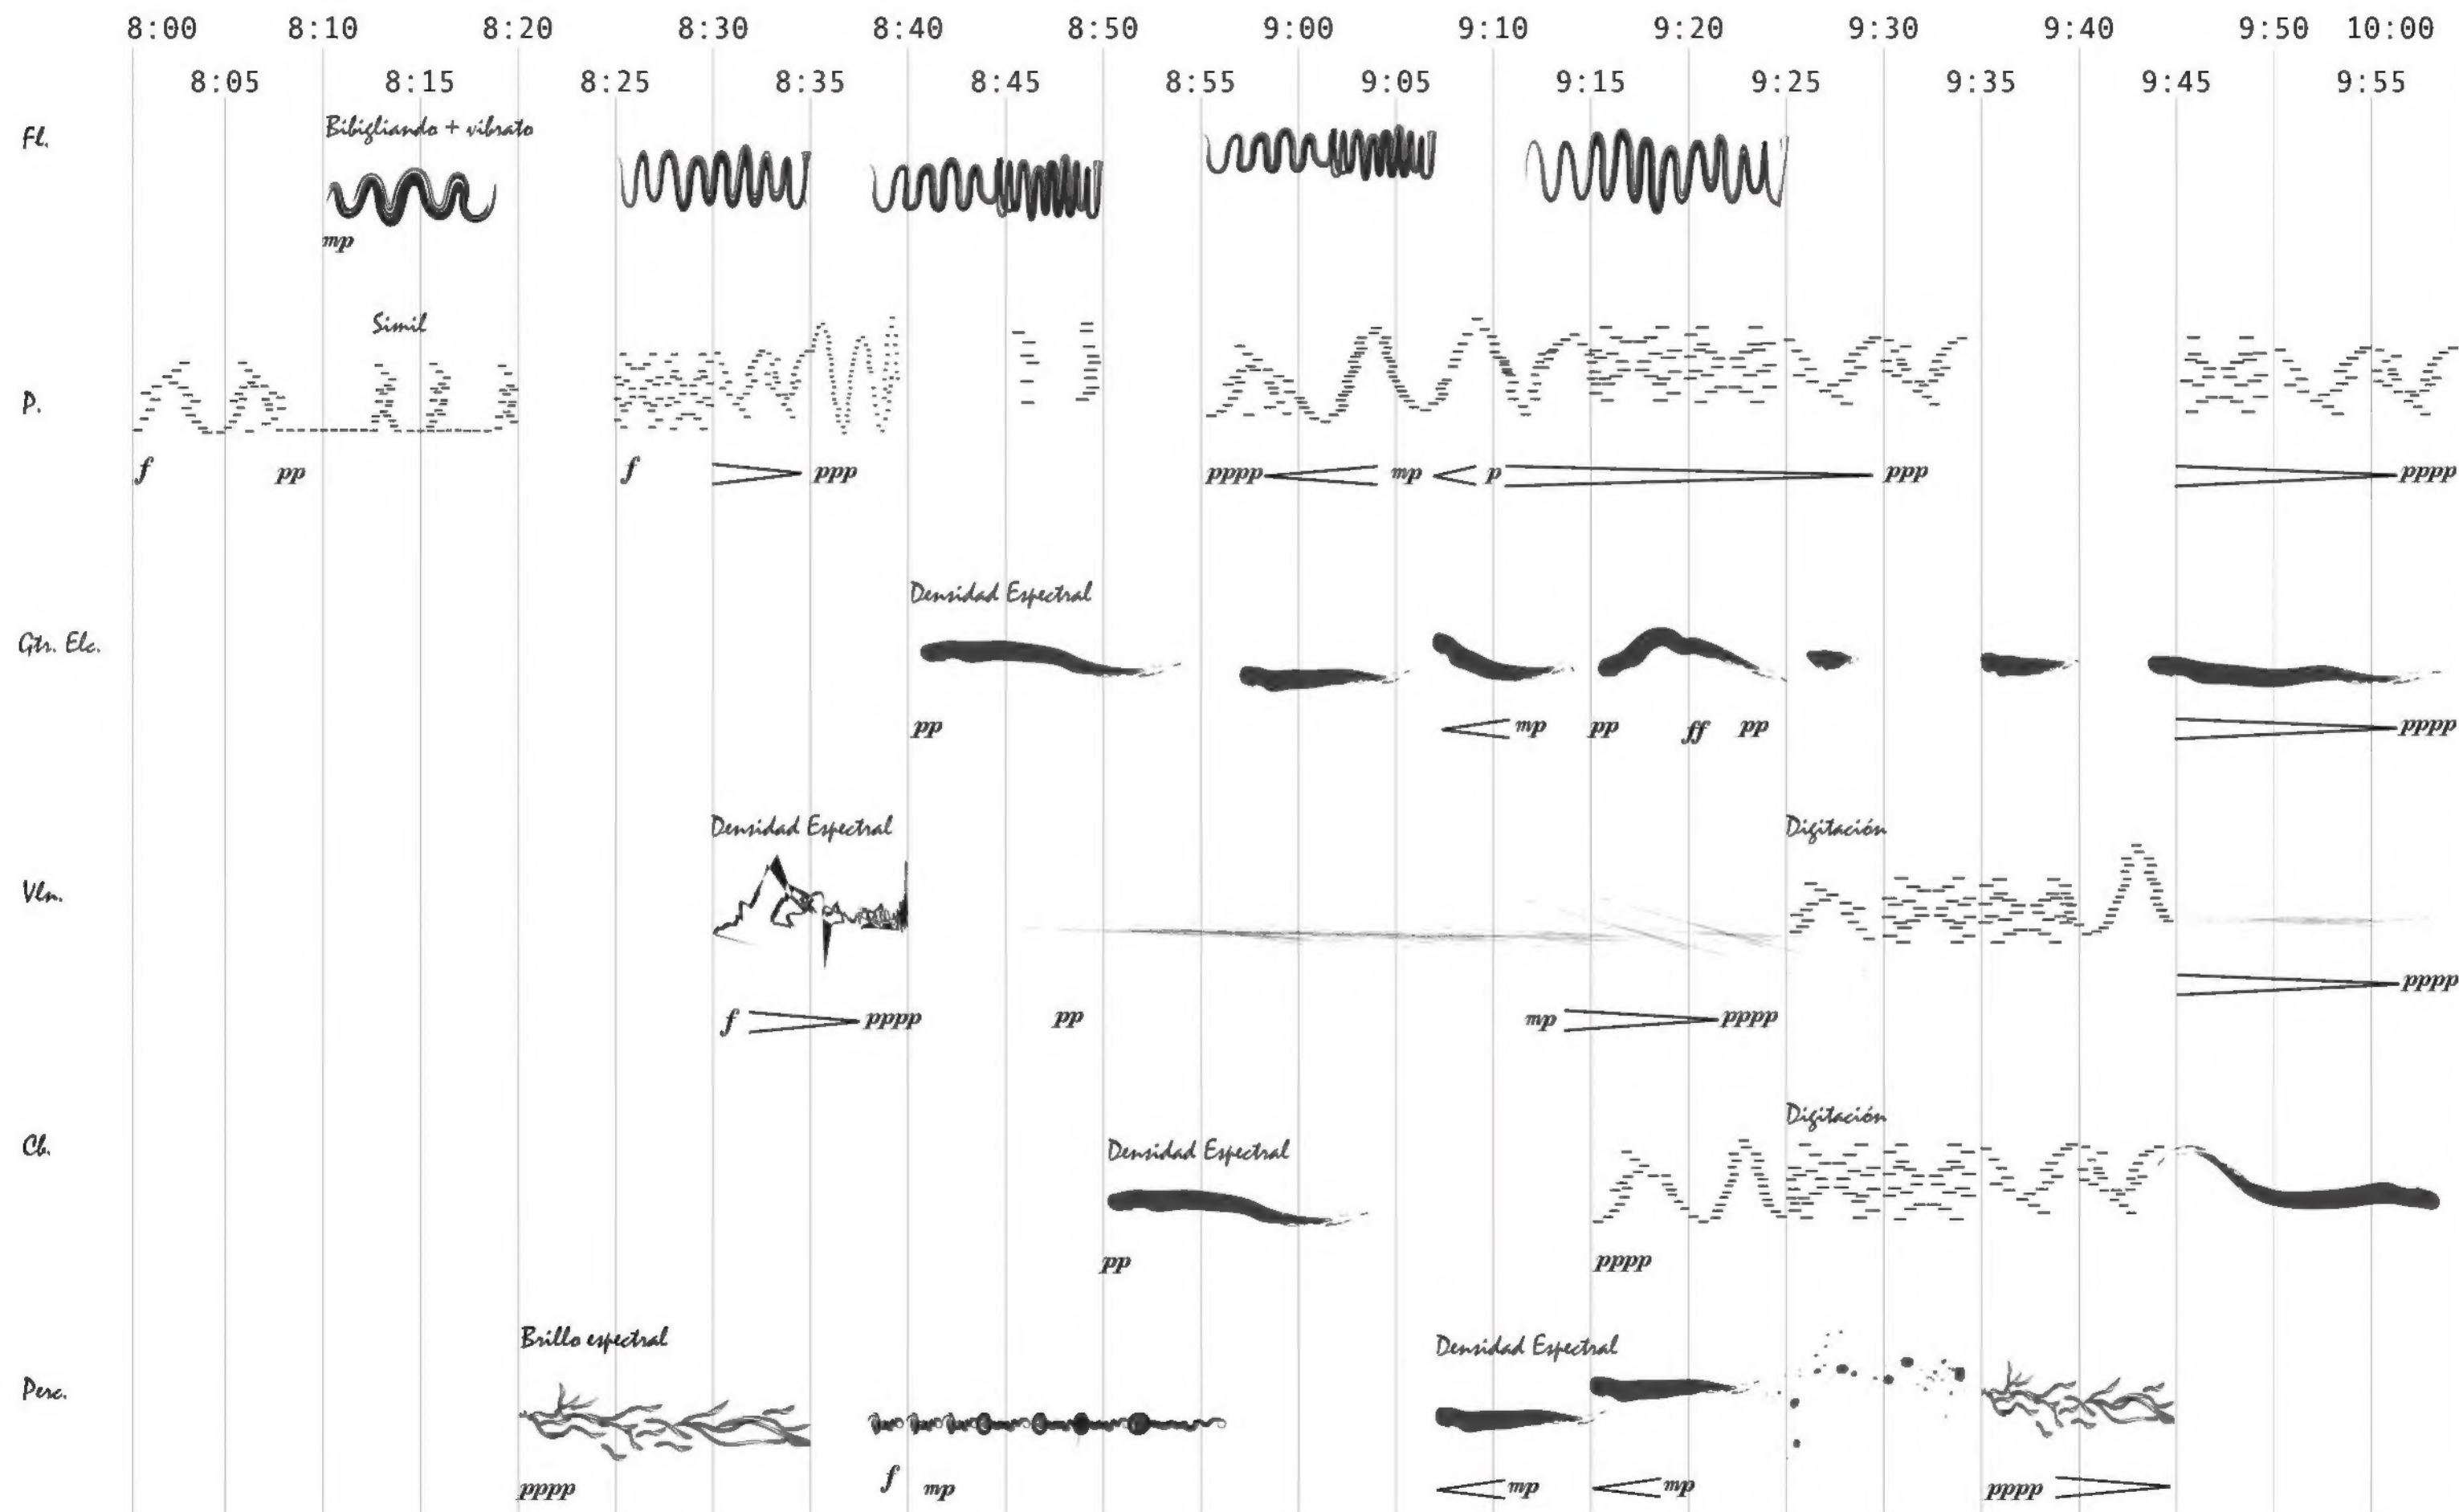 8:00 8:10 8:20 8:30 8:40 8:50 9:00 9:10 9:20 9:30 9:40 9:50 10:00
8:05 8:15 8:25 8:35 8:45 8:55 9:05 9:15 9:25 9:35 9:45 9:55
Fl.
Bibigliando + vibrato
mp
Simil
P.
f pp f ppp pppp mp p ppp pppp
Densidad Espectral
Gtr. Elc.
pp mp pp ff pp pppp
Densidad Espectral Digitación
Vln.
pppp
f pppp pp mp pppp
Digitación
Densidad Espectral
Cb.
pp pppp
Brillo espectral Densidad Espectral
Perc.
pppp f mp mp mp pppp